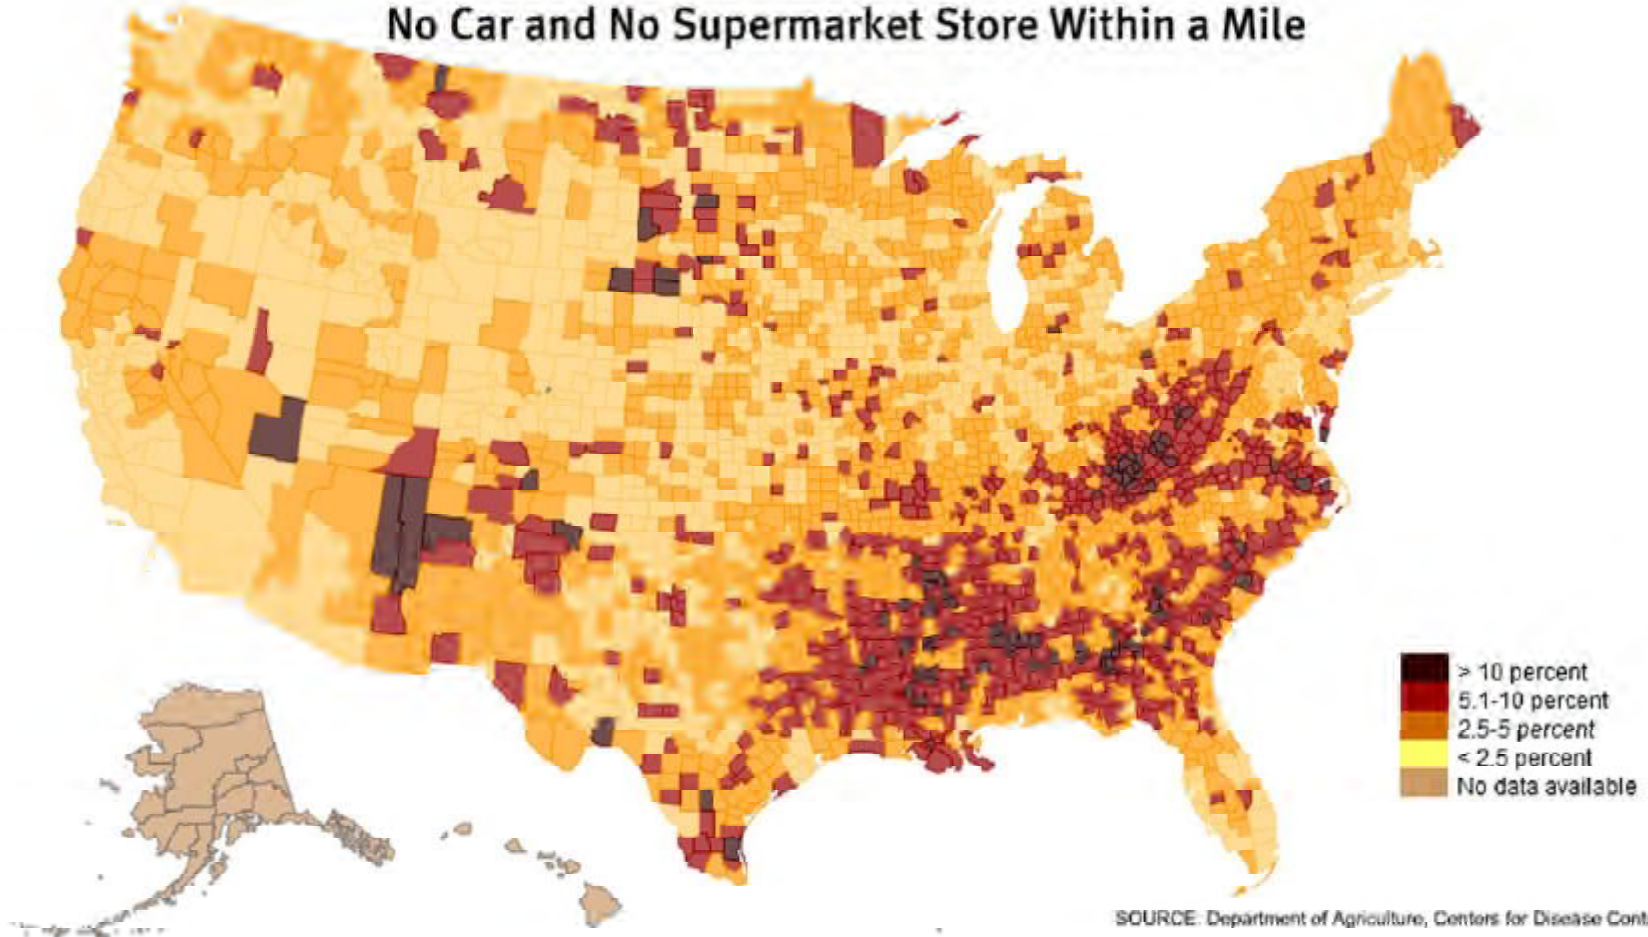 No Car and No Supermarket Store Within a Mile
> 10 percent
5.1-10 percent
2.5-5 percent
< 2.5 percent
No data available
SOURCE: Department of Agriculture, Centers for Disease Cont